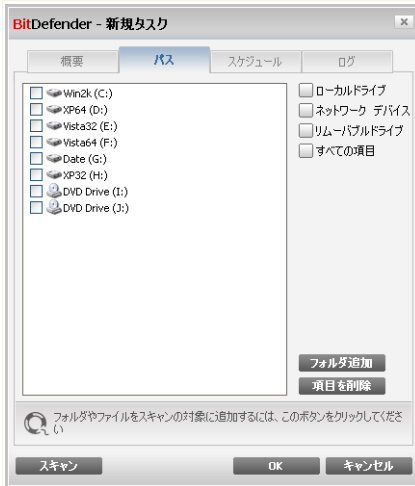 BitDefender - 新規タスク
概要 パス スケジュール ログ
Win2k (C:)
XP64 (D:)
Vista32 (E:)
Vista64 (F:)
Date (G:)
XP32 (H:)
DVD Drive (I:)
DVD Drive (J:)
ローカルドライブ
ネットワーク デバイス
リムーバブルドライブ
すべての項目
フォルダ追加
項目を削除
フォルダやファイルをスキャンの対象に追加するには、このボタンをクリックしてくださ
い
スキャン OK キャンセル